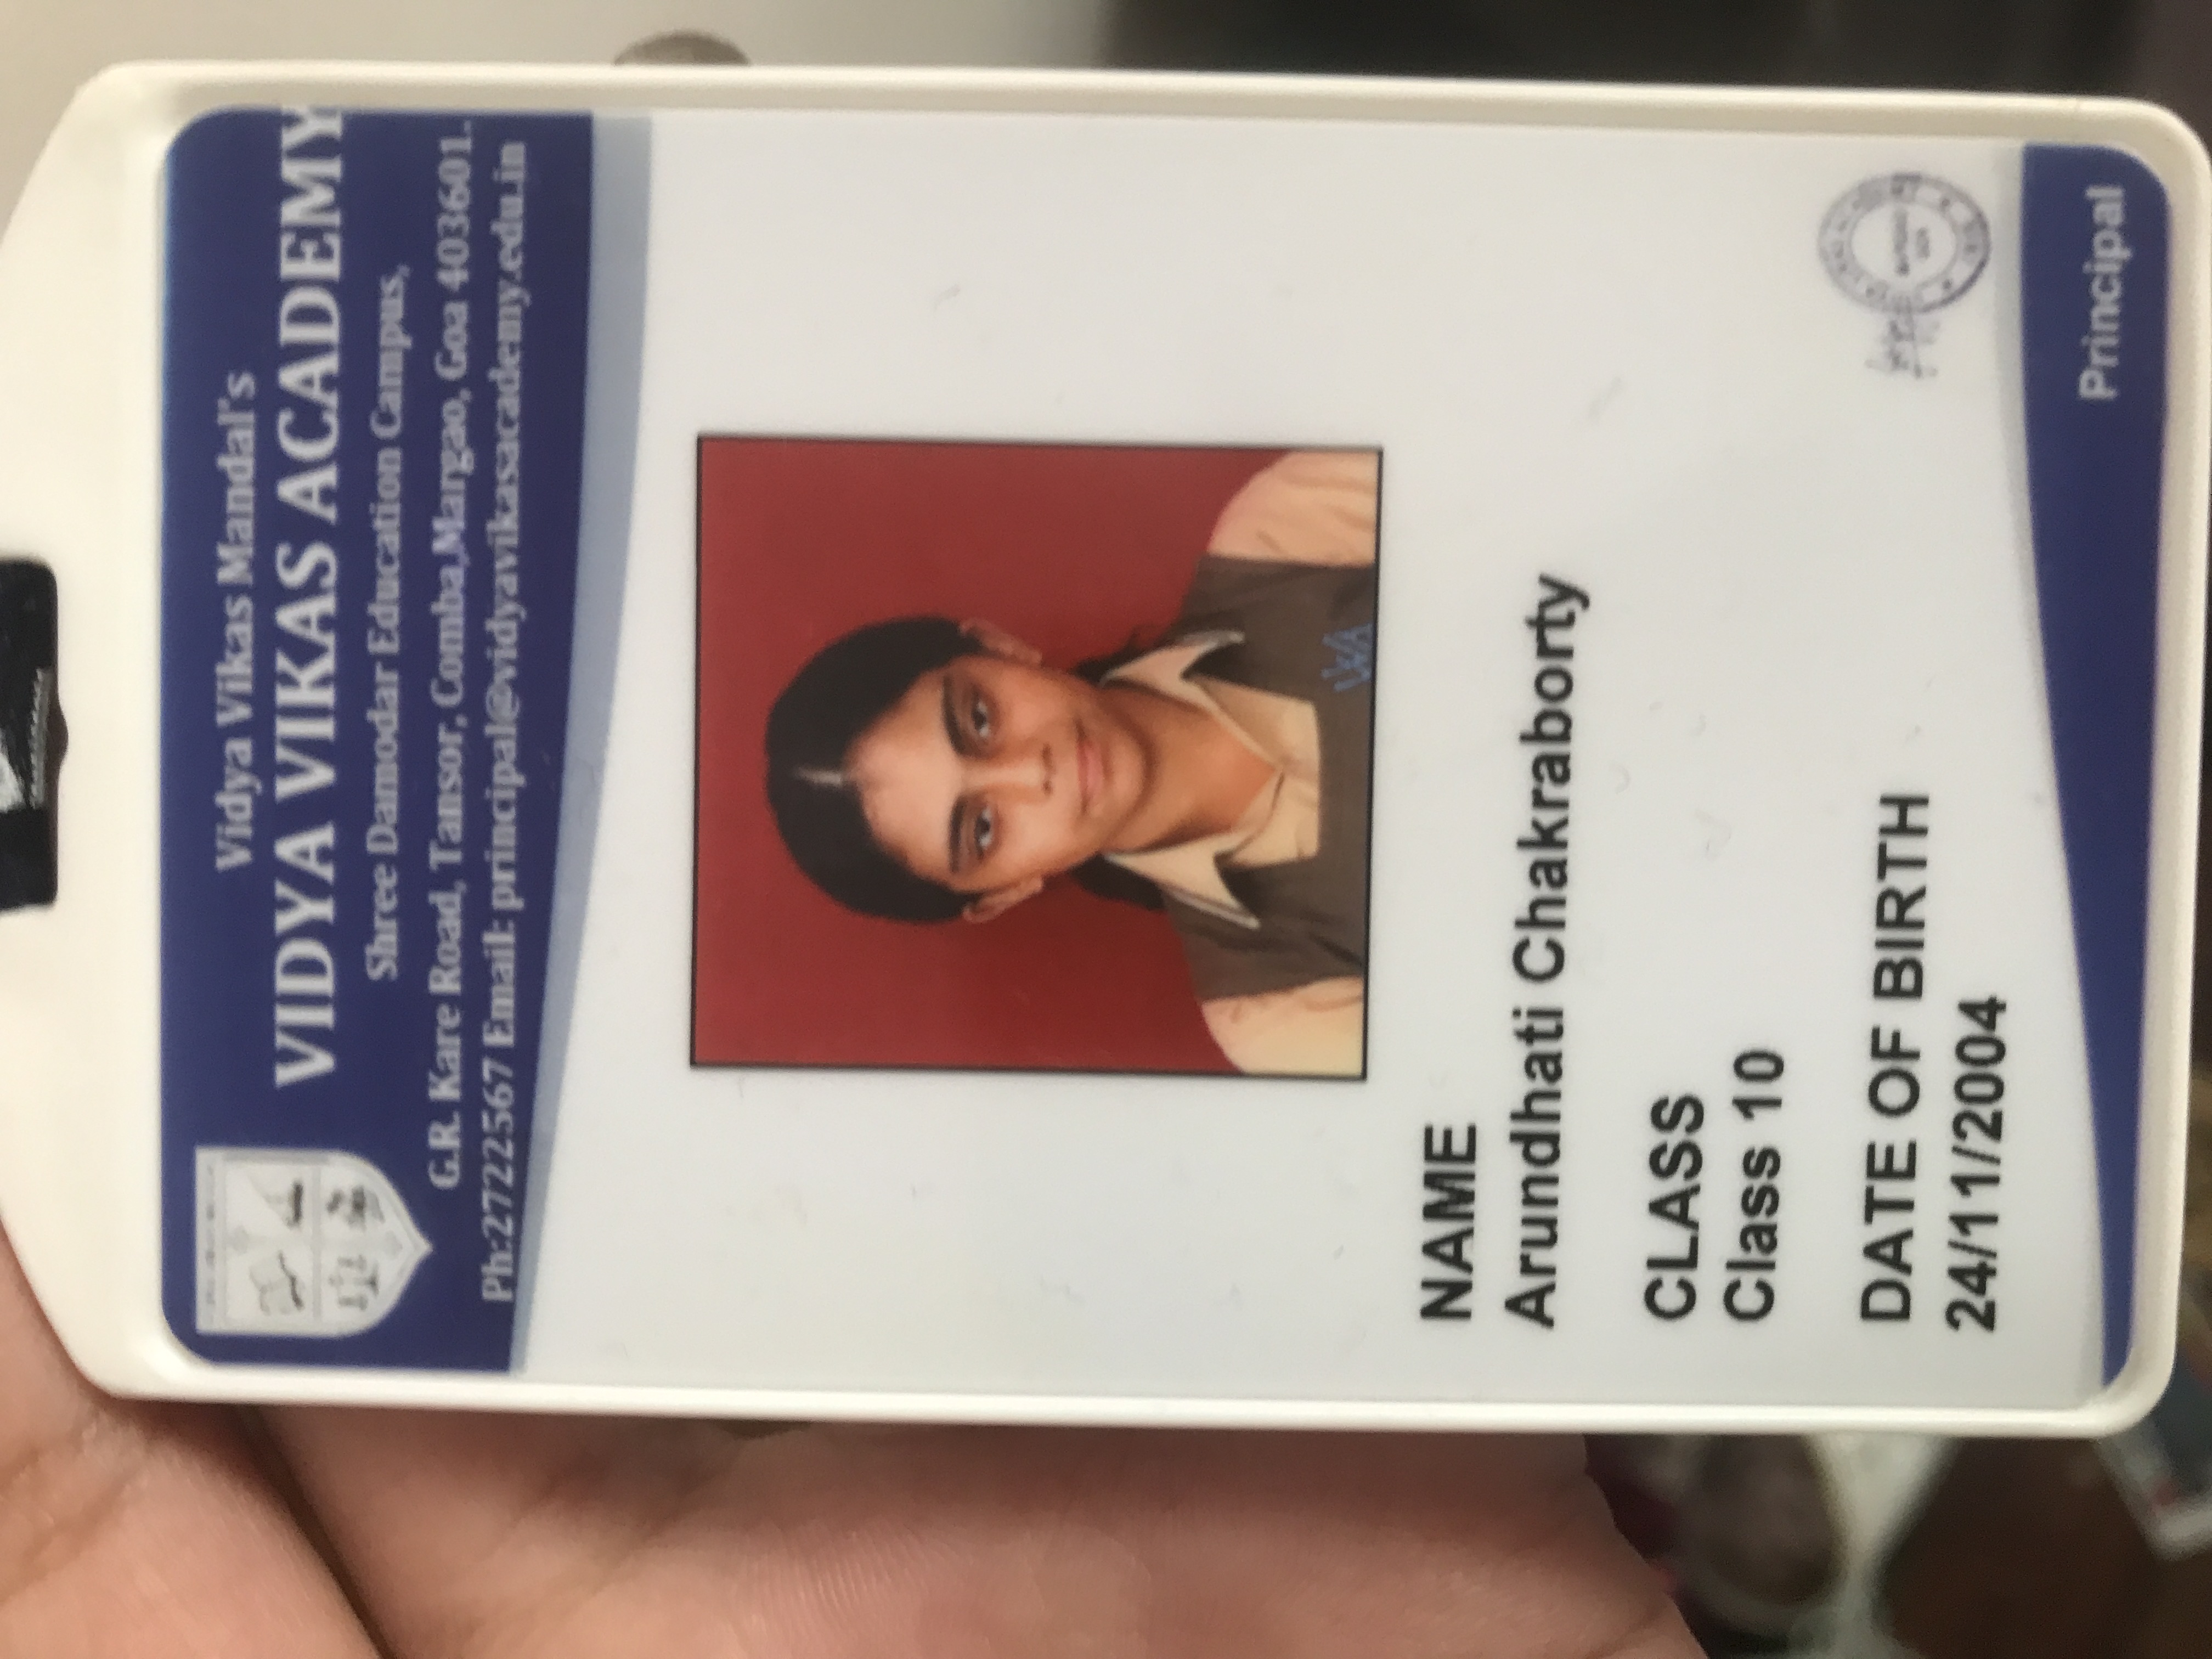 Vidya Vikas Mandal's
VIDYA VIKAS ACADEMY
Shree Damodar Education Campus,
G.R. Kare Road, Tansor, Comba,Margao, Goa 403601.
Ph:2722567 Email: principal@vidyavikasacademy.edu.in
VVA
NAME
Arundhati Chakraborty
CLASS
Class 10
DATE OF BIRTH
24/11/2004
Principal